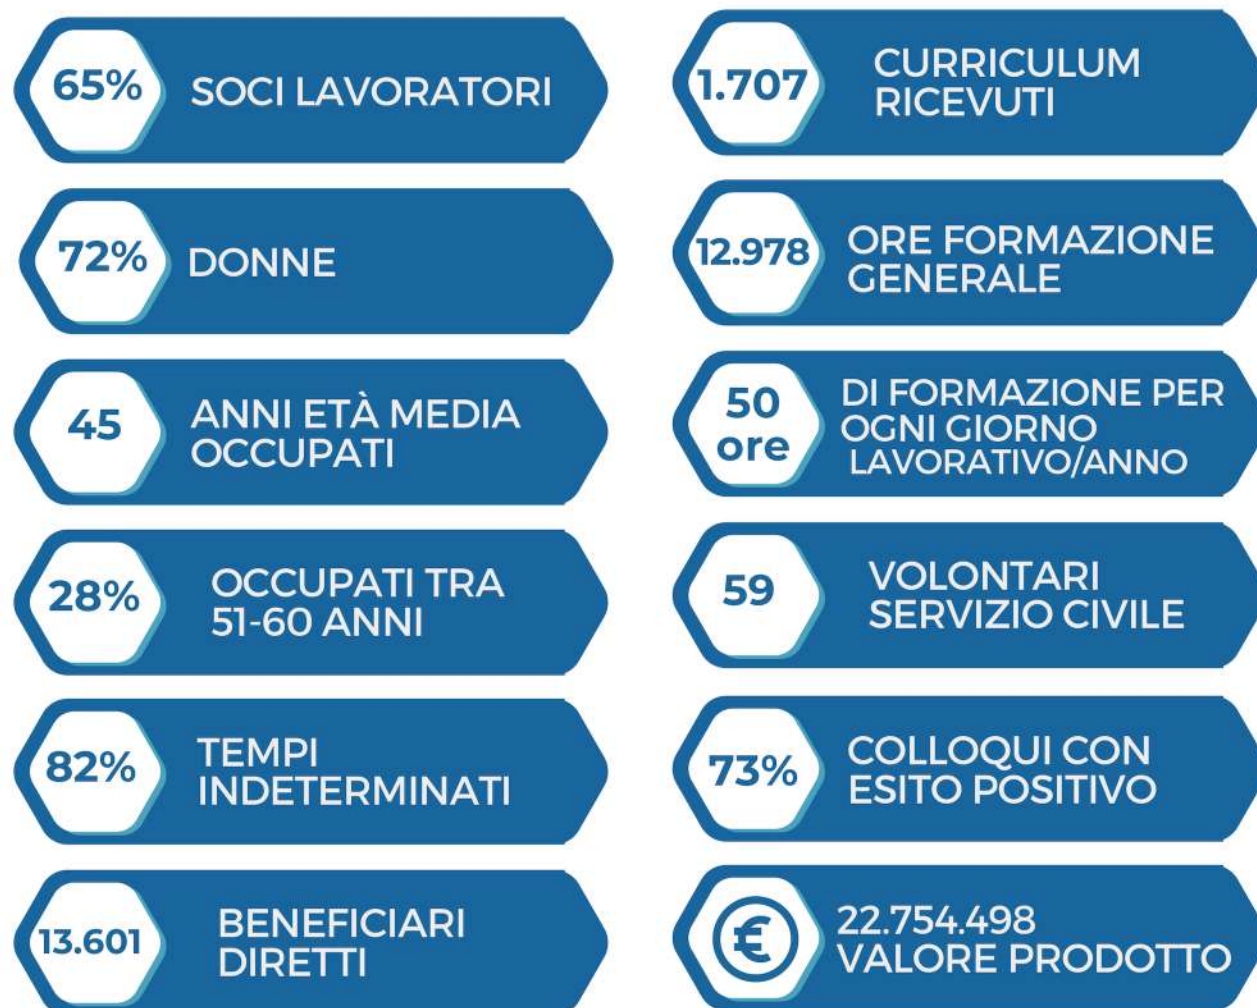 65%
SOCI LAVORATORI
72%
DONNE
45
ANNI ETÀ MEDIA
OCCUPATI
28%
OCCUPATI TRA
51-60 ANNI
82%
TEMPI
INDETERMINATI
13.601
BENEFICIARI
DIRETTI
1.707
CURRICULUM
RICEVUTI
12.978
ORE FORMAZIONE
GENERALE
50
ore
DI FORMAZIONE PER
OGNI GIORNO
LAVORATIVO/ANNO
59
VOLONTARI
SERVIZIO CIVILE
73%
COLLOQUI CON
ESITO POSITIVO
€
22.754.498
VALORE PRODOTTO